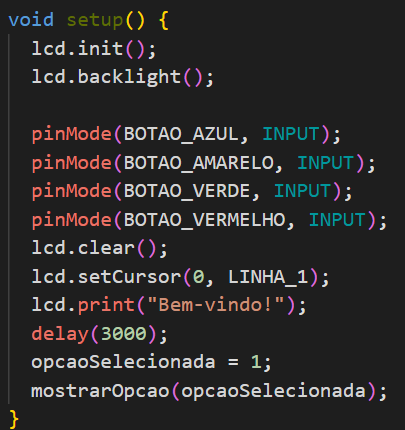 void setup() {
  lcd.init();
  lcd.backlight();

  pinMode(BOTAO_AZUL, INPUT);
  pinMode(BOTAO_AMARELO, INPUT);
  pinMode(BOTAO_VERDE, INPUT);
  pinMode(BOTAO_VERMELHO, INPUT);
  lcd.clear();
  lcd.setCursor(0, LINHA_1);
  lcd.print("Bem-vindo!");
  delay(3000);
  opcaoSelecionada = 1;
  mostrarOpcao(opcaoSelecionada);
}